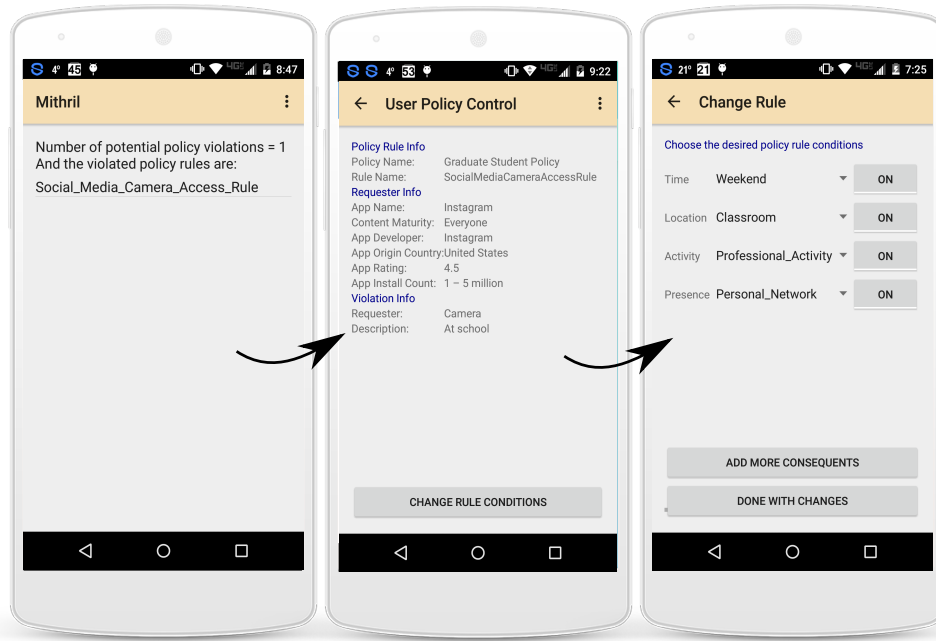 4° 45 4G 8:47
Mithril
Number of potential policy violations = 1
And the violated policy rules are:
Social_Media_Camera_Access_Rule
4° 53 4G 9:22
User Policy Control
Policy Rule Info
Policy Name: Graduate Student Policy
Rule Name: SocialMediaCameraAccessRule
Requester Info
App Name: Instagram
Content Maturity: Everyone
App Developer: Instagram
App Origin Country:United States
App Rating: 4.5
App Install Count: 1 – 5 million
Violation Info
Requester: Camera
Description: At school
CHANGE RULE CONDITIONS
21° 21 4G 7:25
Change Rule
Choose the desired policy rule conditions
Time Weekend ON
Location Classroom ON
Activity Professional_Activity ON
Presence Personal_Network ON
ADD MORE CONSEQUENTS
DONE WITH CHANGES